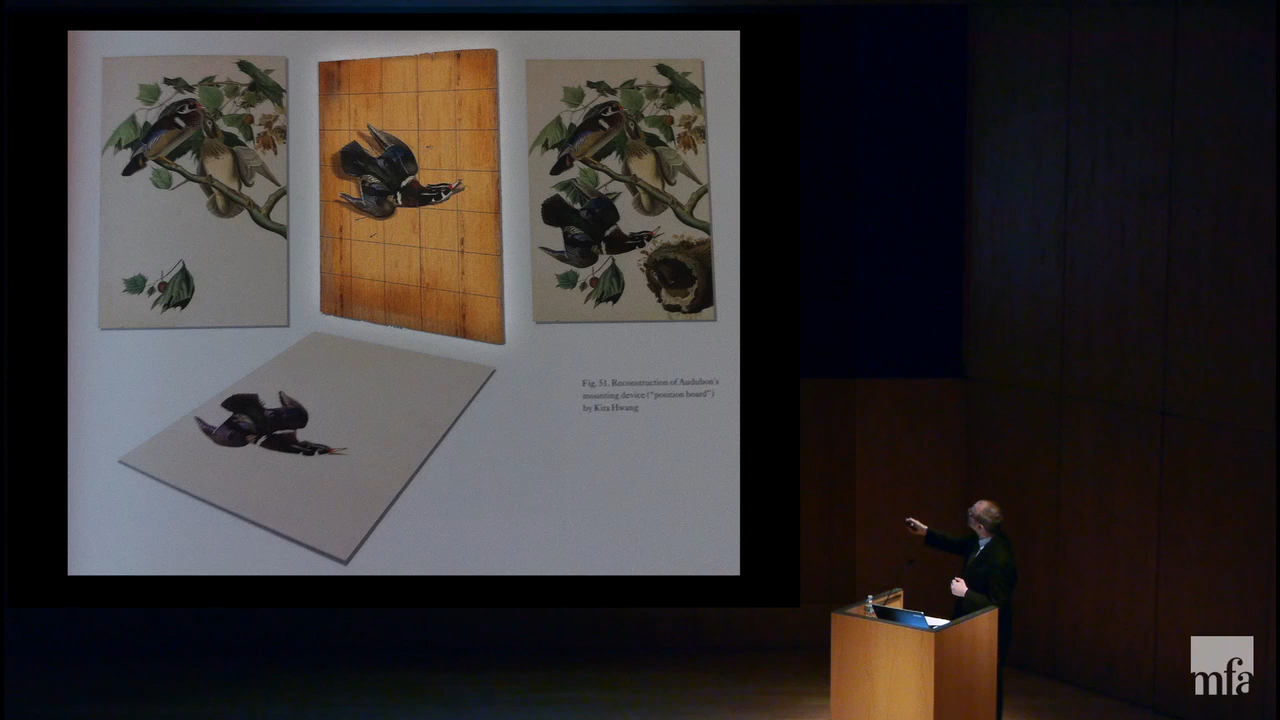 Fig. 51. Reconstruction of Audubon's
mounting device ("position board")
by Kira Hwang
mfa